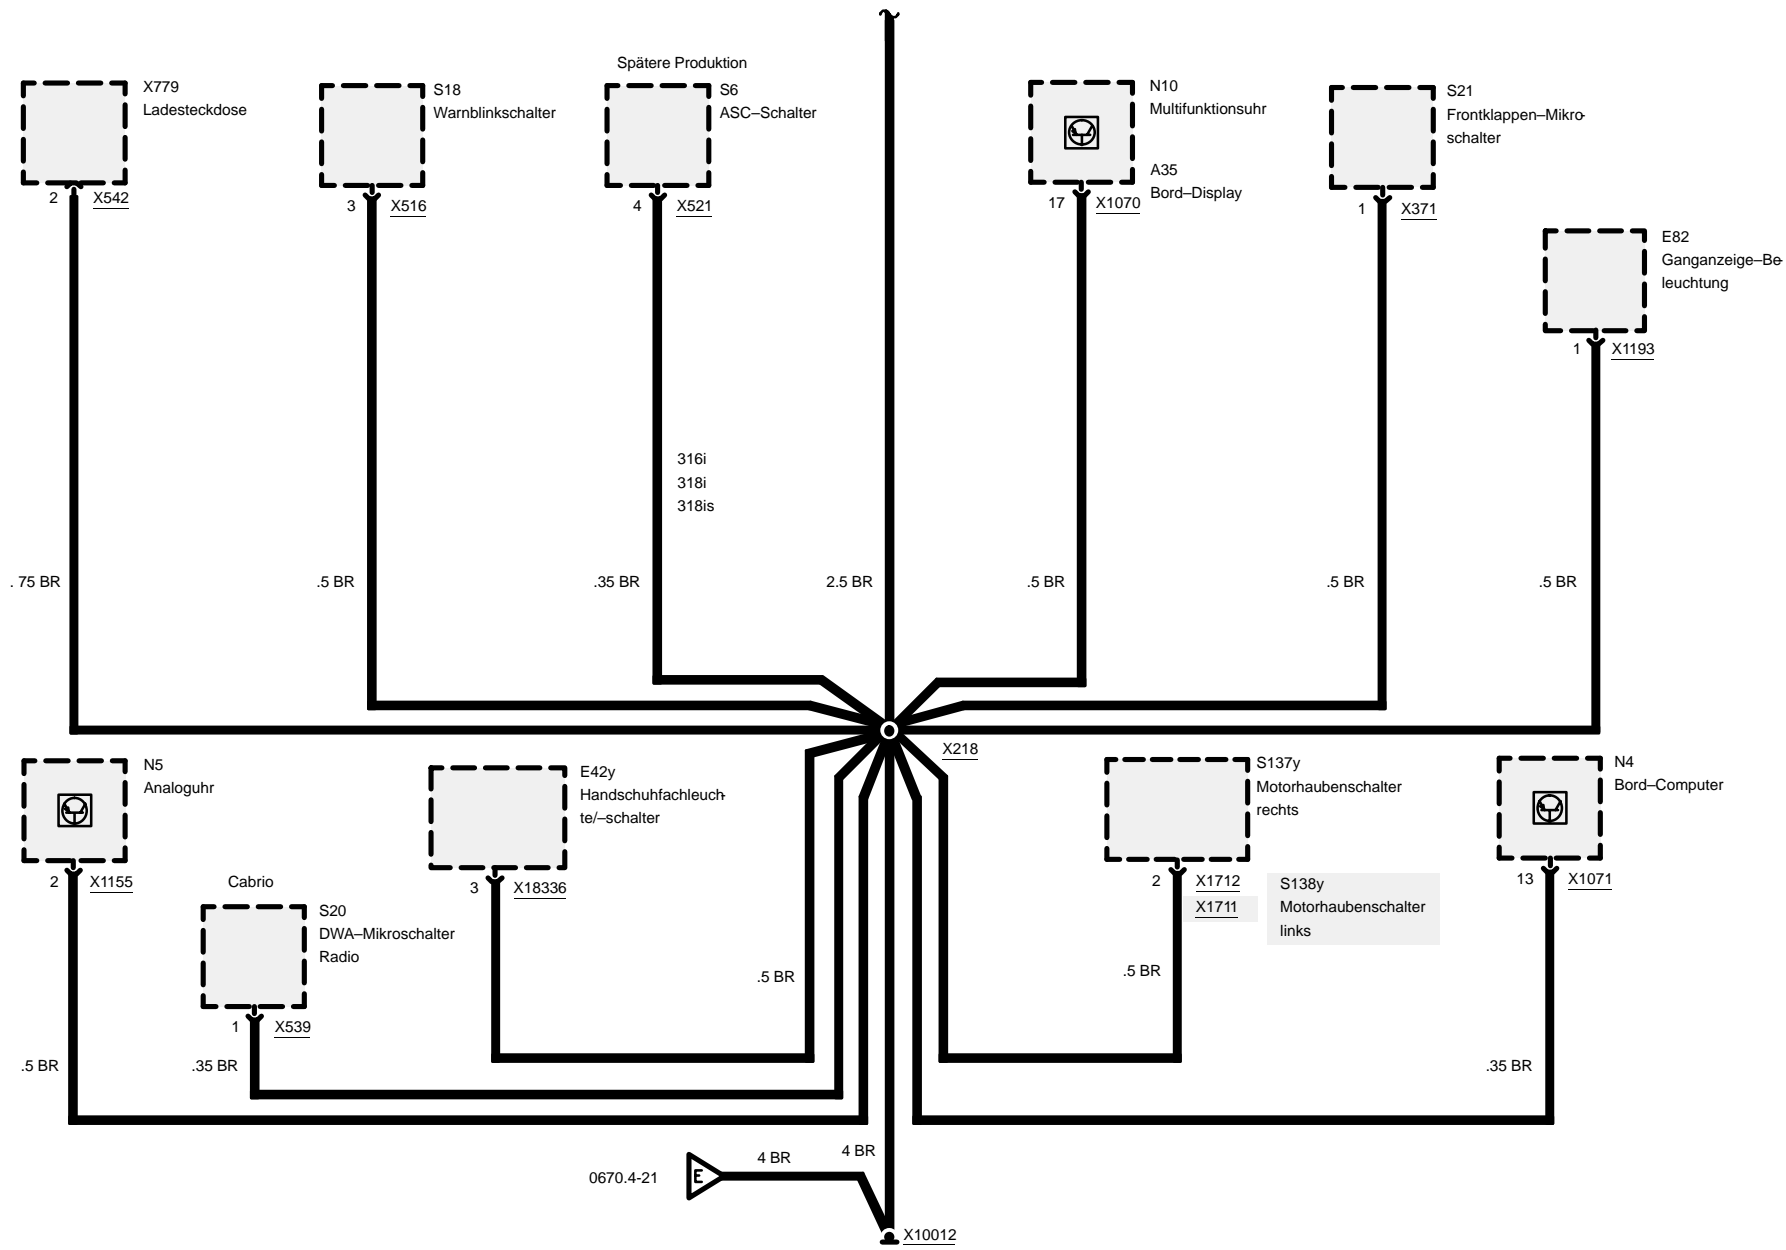 Spätere Produktion
X779
Ladesteckdose
2 X542
S18
Warnblinkschalter
3 X516
S6
ASC–Schalter
4 X521
N10
Multifunktionsuhr
A35
Bord–Display
17 X1070
S21
Frontklappen–Mikro-
schalter
1 X371
E82
Ganganzeige–Be-
leuchtung
1 X1193
316i
318i
318is
. 75 BR
.5 BR
.35 BR
2.5 BR
.5 BR
.5 BR
.5 BR
X218
N5
Analoguhr
2 X1155
Cabrio
S20
DWA–Mikroschalter
Radio
1 X539
E42y
Handschuhfachleuch-
te/–schalter
3 X18336
S137y
Motorhaubenschalter
rechts
2 X1712
X1711
S138y
Motorhaubenschalter
links
N4
Bord–Computer
13 X1071
.5 BR
.35 BR
.5 BR
.5 BR
.35 BR
4 BR
4 BR
0670.4-21
E
X10012